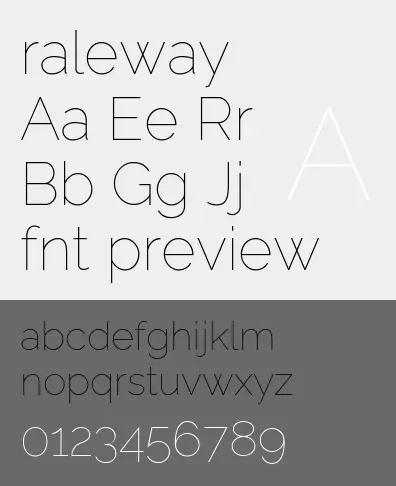 raleway
Aa Ee Rr
A
Bb Gg Jj
fnt preview
abcdefghijklm
nopqrstuvwxyz
0123456789